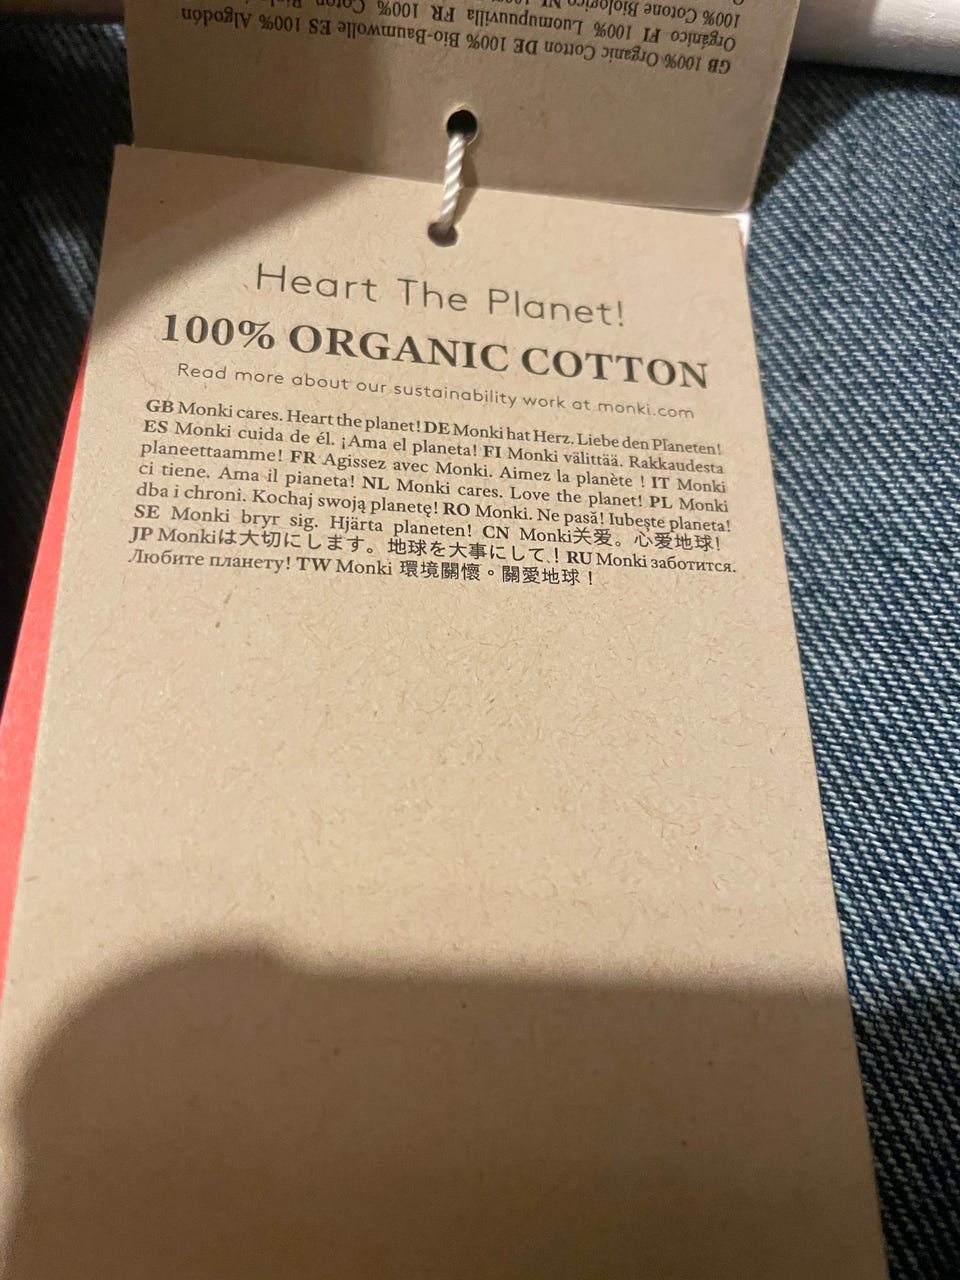 GB 100% Organic Cotton DE 100% Bio-Baumwolle ES 100% Algodón
Orgánico FI 100% Luomupuuvilla FR 100% Coton
100% Cotone Biologico NL
Heart The Planet!
100% ORGANIC COTTON
Read more about our sustainability work at monki.com
GB Monki cares. Heart the planet! DE Monki hat Herz. Liebe den Planeten!
ES Monki cuida de él. ¡Ama el planeta! FI Monki välittää. Rakkaudesta
planeettaamme! FR Agissez avec Monki. Aimez la planète ! IT Monki
ci tiene. Ama il pianeta! NL Monki cares. Love the planet! PL Monki
dba i chroni. Kochaj swoją planetę! RO Monki. Ne pasă! Iubește planeta!
SE Monki bryr sig. Hjärta planeten! CN Monki关爱。心爱地球!
JP Monkiは大切にします。地球を大事にして！RU Monki заботится.
Любите планету! TW Monki 環境關懷。關愛地球！